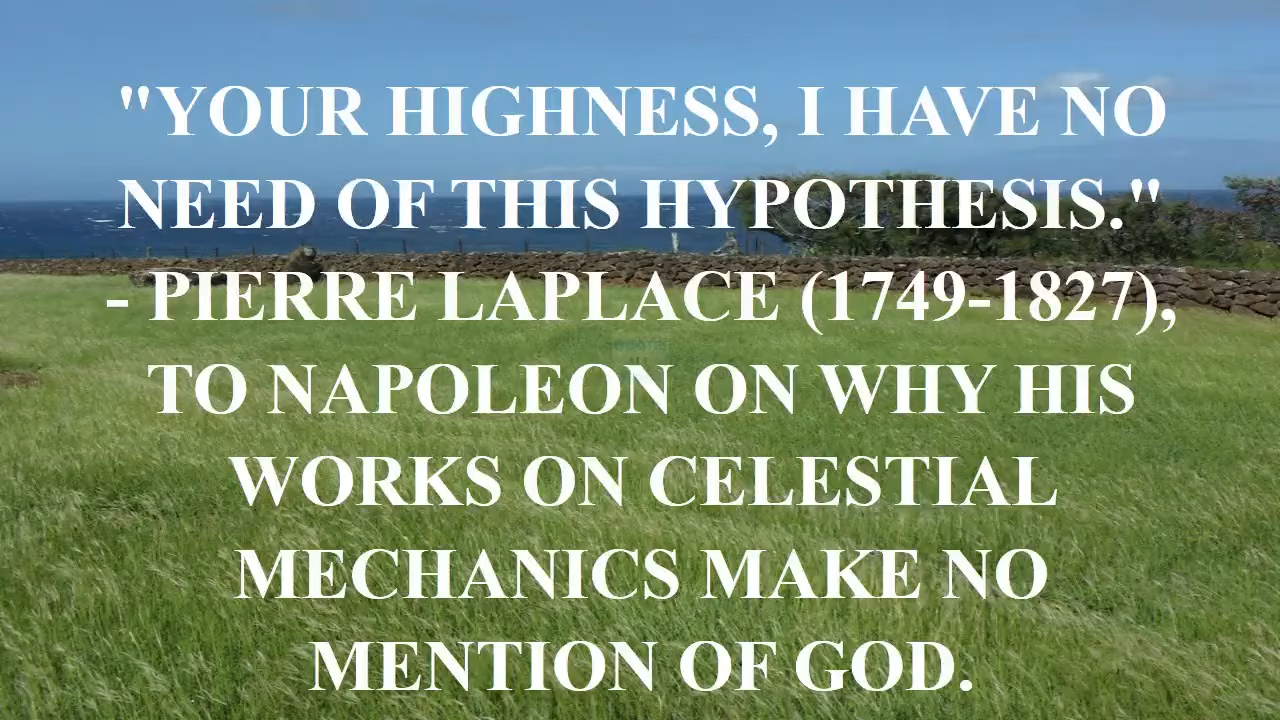 "YOUR HIGHNESS, I HAVE NO
NEED OF THIS HYPOTHESIS."
- PIERRE LAPLACE (1749-1827),
TO NAPOLEON ON WHY HIS
WORKS ON CELESTIAL
MECHANICS MAKE NO
MENTION OF GOD.